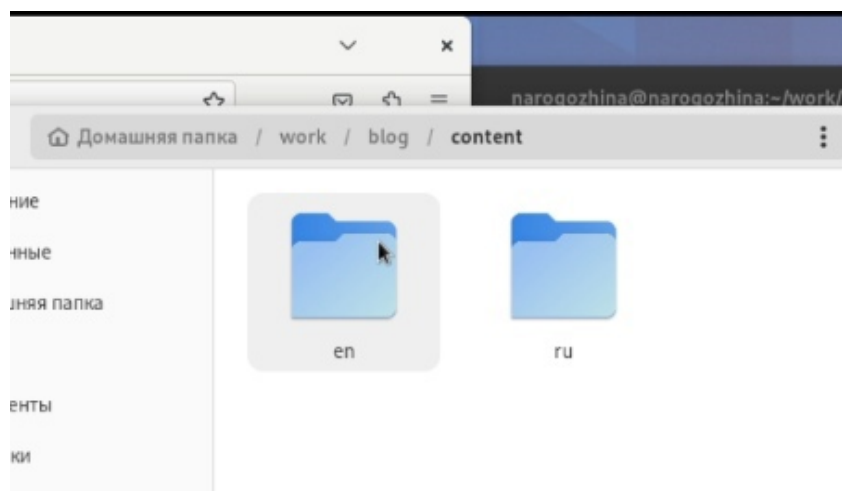 narogozhina@narogozhina:~/work/
Домашняя папка / work / blog / content
ние
нные
шняя папка
en
ru
енты
ки